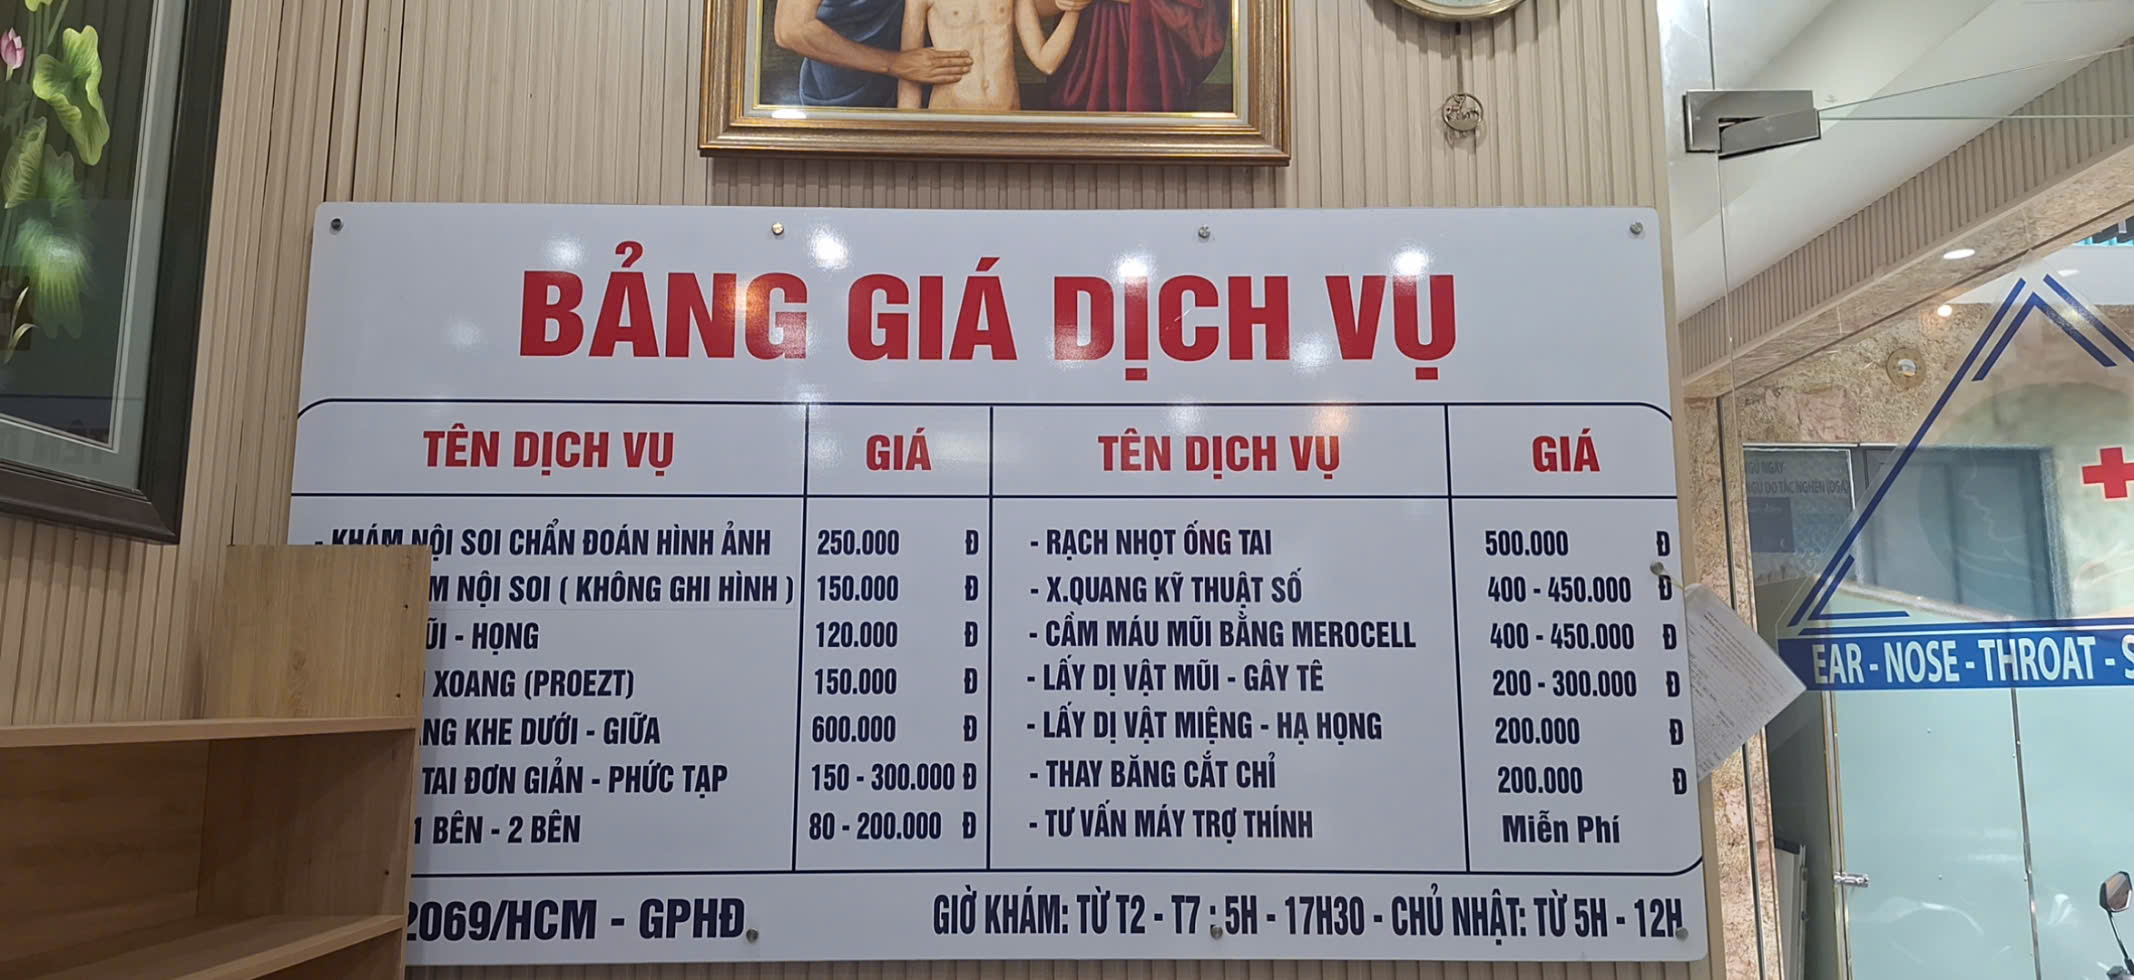 BẢNG GIÁ DỊCH VỤ
TÊN DỊCH VỤ GIÁ TÊN DỊCH VỤ GIÁ
- KHÁM NỘI SOI CHẨN ĐOÁN HÌNH ẢNH 250.000 Đ
NỘI SOI ( KHÔNG GHI HÌNH ) 150.000 Đ
- HỌNG 120.000 Đ
XOANG (PROEZT) 150.000 Đ
KHE DƯỚI - GIỮA 600.000 Đ
TAI ĐƠN GIẢN - PHỨC TẠP 150 - 300.000 Đ
1 BÊN - 2 BÊN 80 - 200.000 Đ
- RẠCH NHỌT ỐNG TAI 500.000 Đ
- X.QUANG KỸ THUẬT SỐ 400 - 450.000 Đ
- CẦM MÁU MŨI BẰNG MEROCELL 400 - 450.000 Đ
- LẤY DỊ VẬT MŨI - GÂY TÊ 200 - 300.000 Đ
- LẤY DỊ VẬT MIỆNG - HẠ HỌNG 200.000 Đ
- THAY BĂNG CẮT CHỈ 200.000 Đ
- TƯ VẤN MÁY TRỢ THÍNH Miễn Phí
2069/HCM - GPHĐ
GIỜ KHÁM: TỪ T2 - T7 : 5H - 17H30 - CHỦ NHẬT: TỪ 5H - 12H
EAR - NOSE - THROAT -